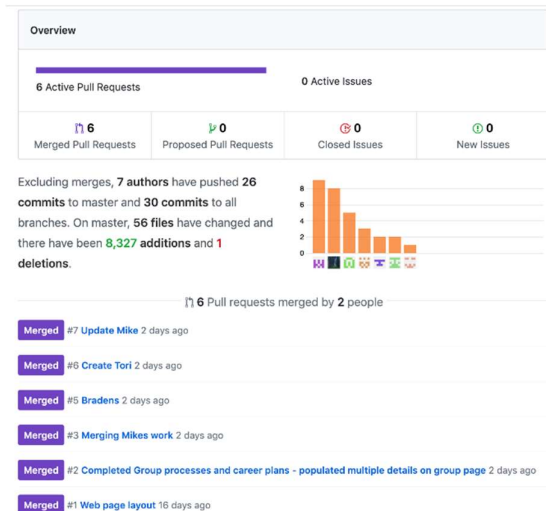 Overview
6 Active Pull Requests
0 Active Issues
6
Merged Pull Requests
0
Proposed Pull Requests
0
Closed Issues
0
New Issues
Excluding merges, 7 authors have pushed 26
commits to master and 30 commits to all
branches. On master, 56 files have changed and
there have been 8,327 additions and 1
deletions.
8
6
4
2
0
6 Pull requests merged by 2 people
Merged #7 Update Mike 2 days ago
Merged #6 Create Tori 2 days ago
Merged #5 Bradens 2 days ago
Merged #3 Merging Mikes work 2 days ago
Merged #2 Completed Group processes and career plans - populated multiple details on group page 2 days ago
Merged #1 Web page layout 16 days ago